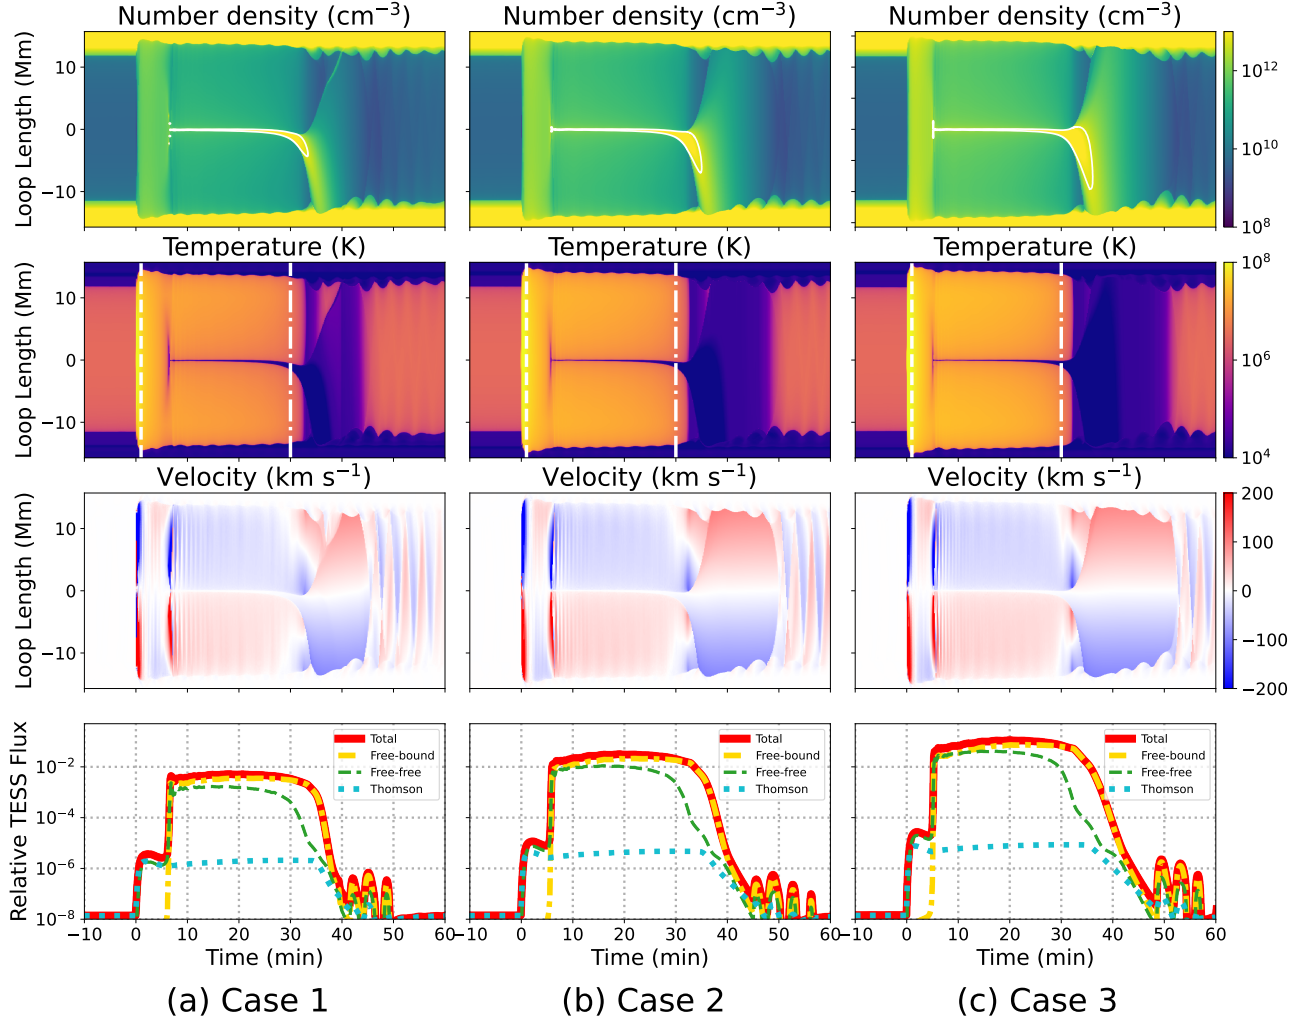 Number density (cm⁻³) Number density (cm⁻³) Number density (cm⁻³)
Loop Length (Mm)
10
0
−10
10¹²
10¹⁰
10⁸
Temperature (K) Temperature (K) Temperature (K)
Loop Length (Mm)
10
0
−10
10⁸
10⁶
10⁴
Velocity (km s⁻¹) Velocity (km s⁻¹) Velocity (km s⁻¹)
Loop Length (Mm)
10
0
−10
200
100
0
−100
−200
Relative TESS Flux
10⁻²
10⁻⁴
10⁻⁶
10⁻⁸
Total
Free-bound
Free-free
Thomson
Total
Free-bound
Free-free
Thomson
Total
Free-bound
Free-free
Thomson
−10 0 10 20 30 40 50 60
−10 0 10 20 30 40 50 60
−10 0 10 20 30 40 50 60
Time (min) Time (min) Time (min)
(a) Case 1 (b) Case 2 (c) Case 3